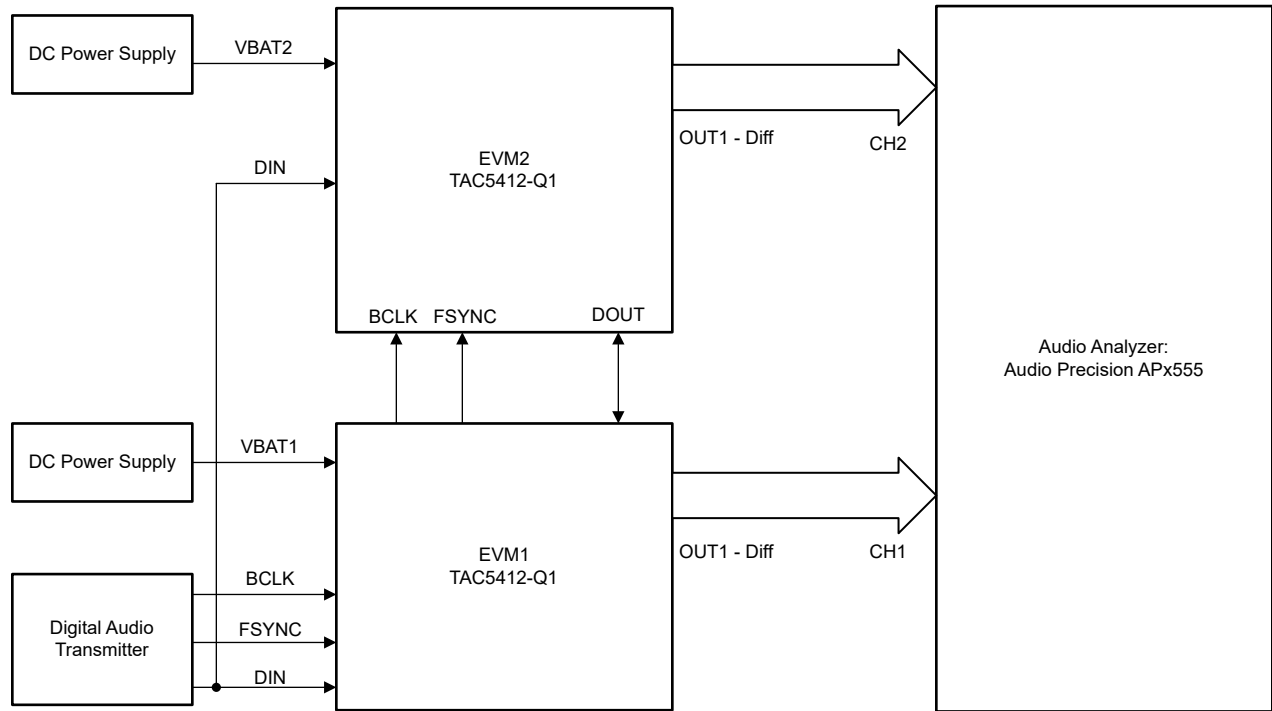 DC Power Supply
VBAT2
DIN
EVM2
TAC5412-Q1
BCLK
FSYNC
DOUT
OUT1 - Diff
CH2
Audio Analyzer:
Audio Precision APx555
DC Power Supply
VBAT1
EVM1
TAC5412-Q1
OUT1 - Diff
CH1
Digital Audio
Transmitter
BCLK
FSYNC
DIN